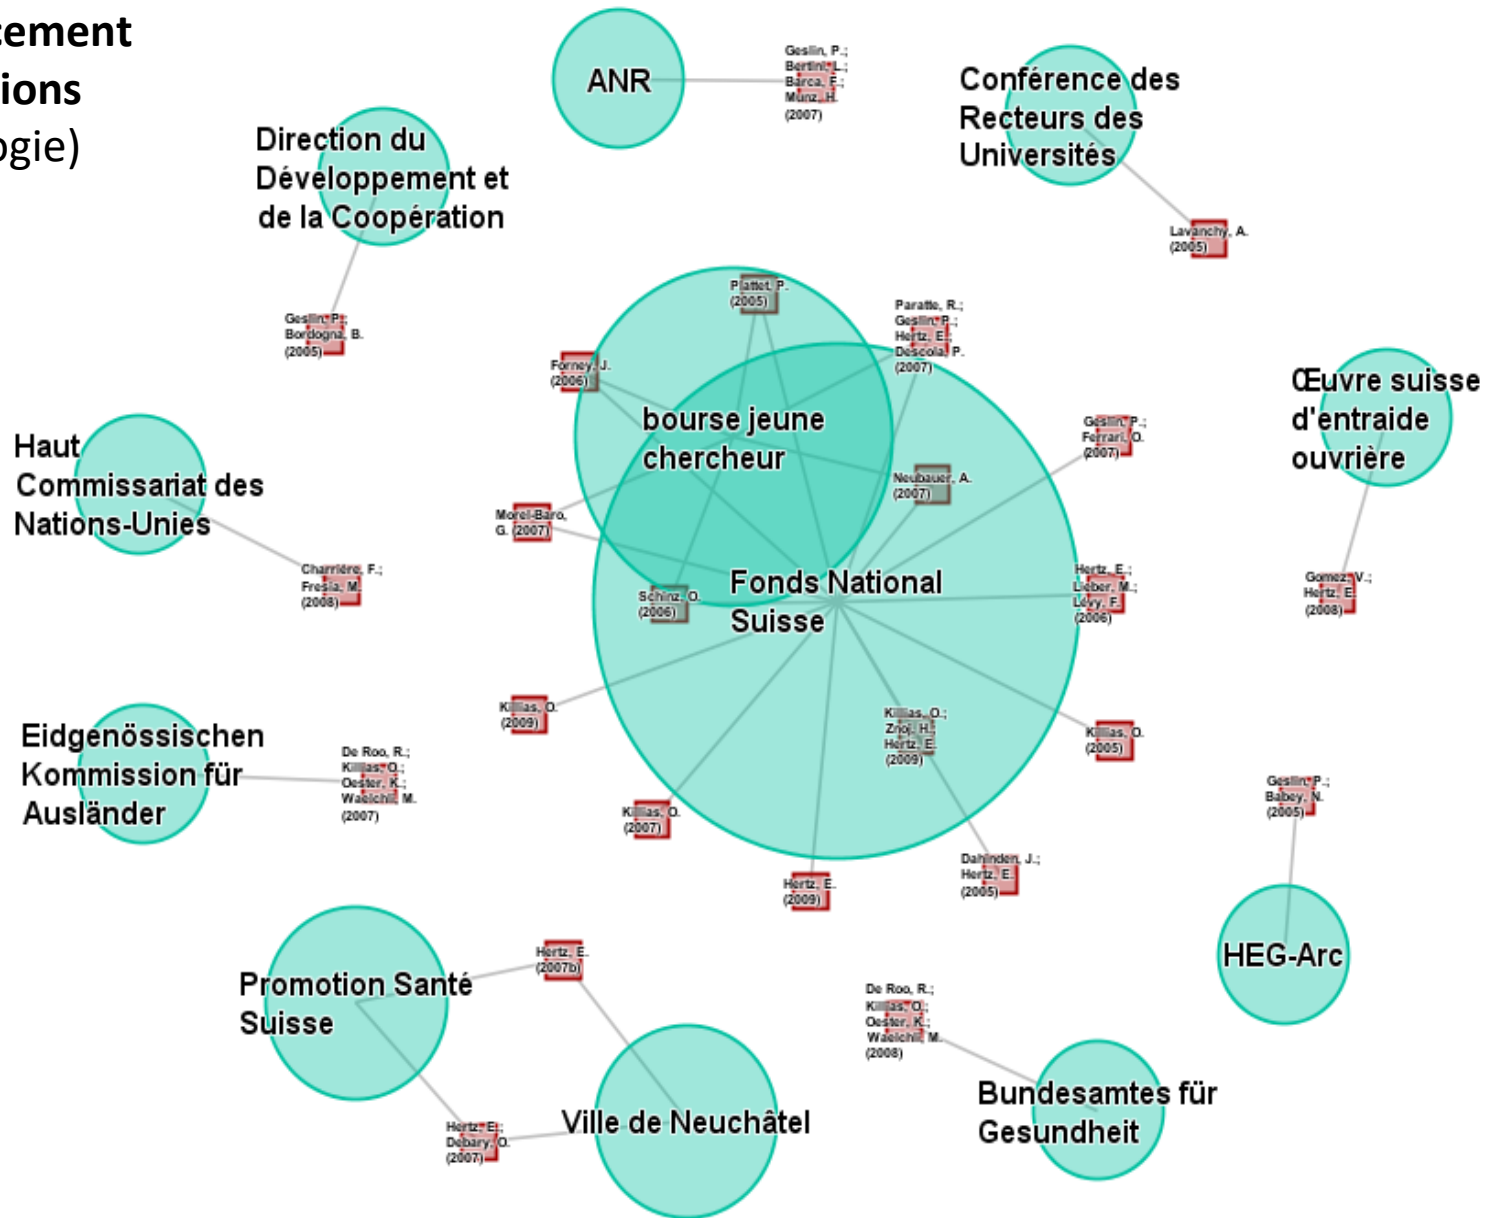 cement
ions
ogie)
ANR
Geslin, P.;
Bertini, L.;
Barca, F.;
Munz, H.
(2007)
Conférence des
Recteurs des
Universités
Lavanchy, A.
(2005)
Direction du
Développement et
de la Coopération
Geslin, P.;
Bordogna, B.
(2005)
Plattet, P.
(2005)
Paratte, R.;
Geslin, P.;
Hertz, E.;
Descola, P.
(2007)
Forney, J.
(2006)
bourse jeune
chercheur
Geslin, P.;
Ferrari, O.
(2007)
Œuvre suisse
d'entraide
ouvrière
Haut
Commissariat des
Nations-Unies
Neubauer, A.
(2007)
Morel-Baro,
G. (2007)
Charrière, F.;
Fresia, M.
(2008)
Schinz, O.
(2006)
Fonds National
Suisse
Hertz, E.;
Lieber, M.;
Levy, F.
(2006)
Gomez, V.;
Hertz, E.
(2008)
Killias, O.
(2009)
Killias, O.;
Znoj, H.;
Hertz, E.
(2009)
Killias, O.
(2005)
Eidgenössischen
Kommission für
Ausländer
De Roo, R.;
Killias, O.;
Oester, K.;
Waelchli, M.
(2007)
Killias, O.
(2007)
Geslin, P.;
Babey, N.
(2005)
Hertz, E.
(2009)
Dahinden, J.;
Hertz, E.
(2005)
HEG-Arc
Promotion Santé
Suisse
Hertz, E.
(2007b)
De Roo, R.;
Killias, O.;
Oester, K.;
Waelchli, M.
(2008)
Hertz, E.;
Debary, O.
(2007)
Ville de Neuchâtel
Bundesamtes für
Gesundheit